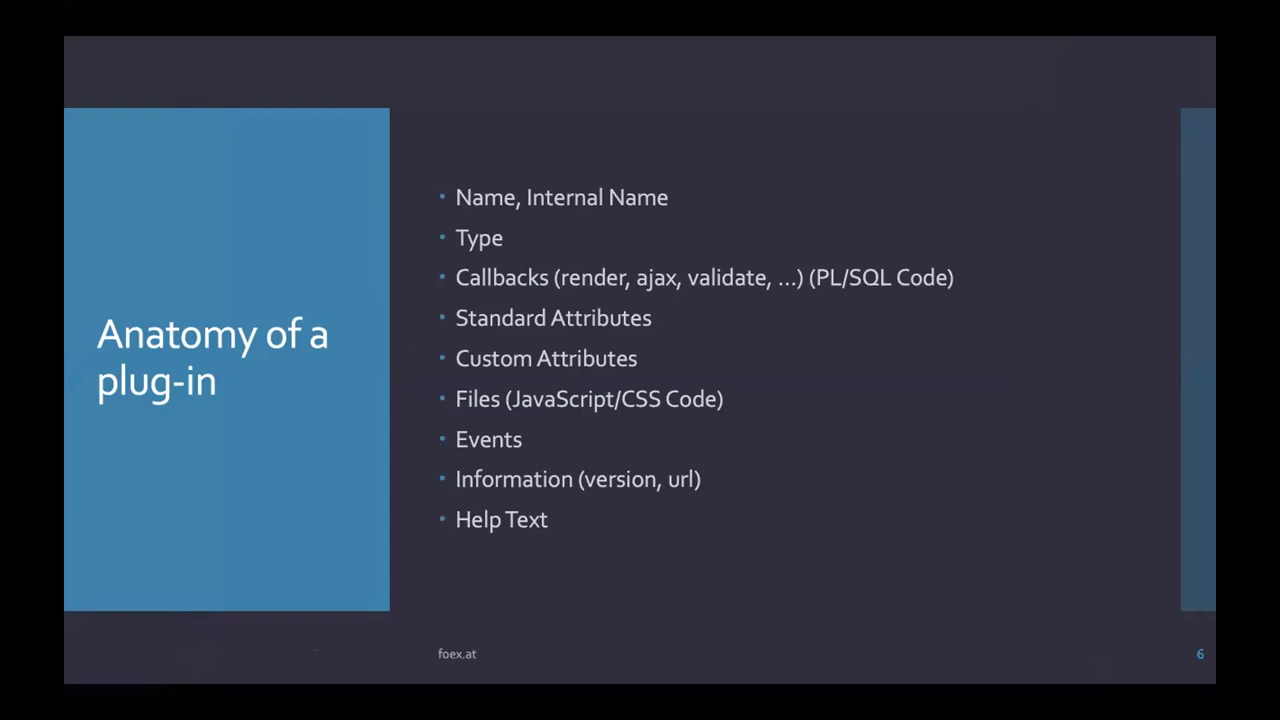 Anatomy of a
plug-in
• Name, Internal Name
• Type
• Callbacks (render, ajax, validate, ...) (PL/SQL Code)
• Standard Attributes
• Custom Attributes
• Files (JavaScript/CSS Code)
• Events
• Information (version, url)
• Help Text
foex.at
6